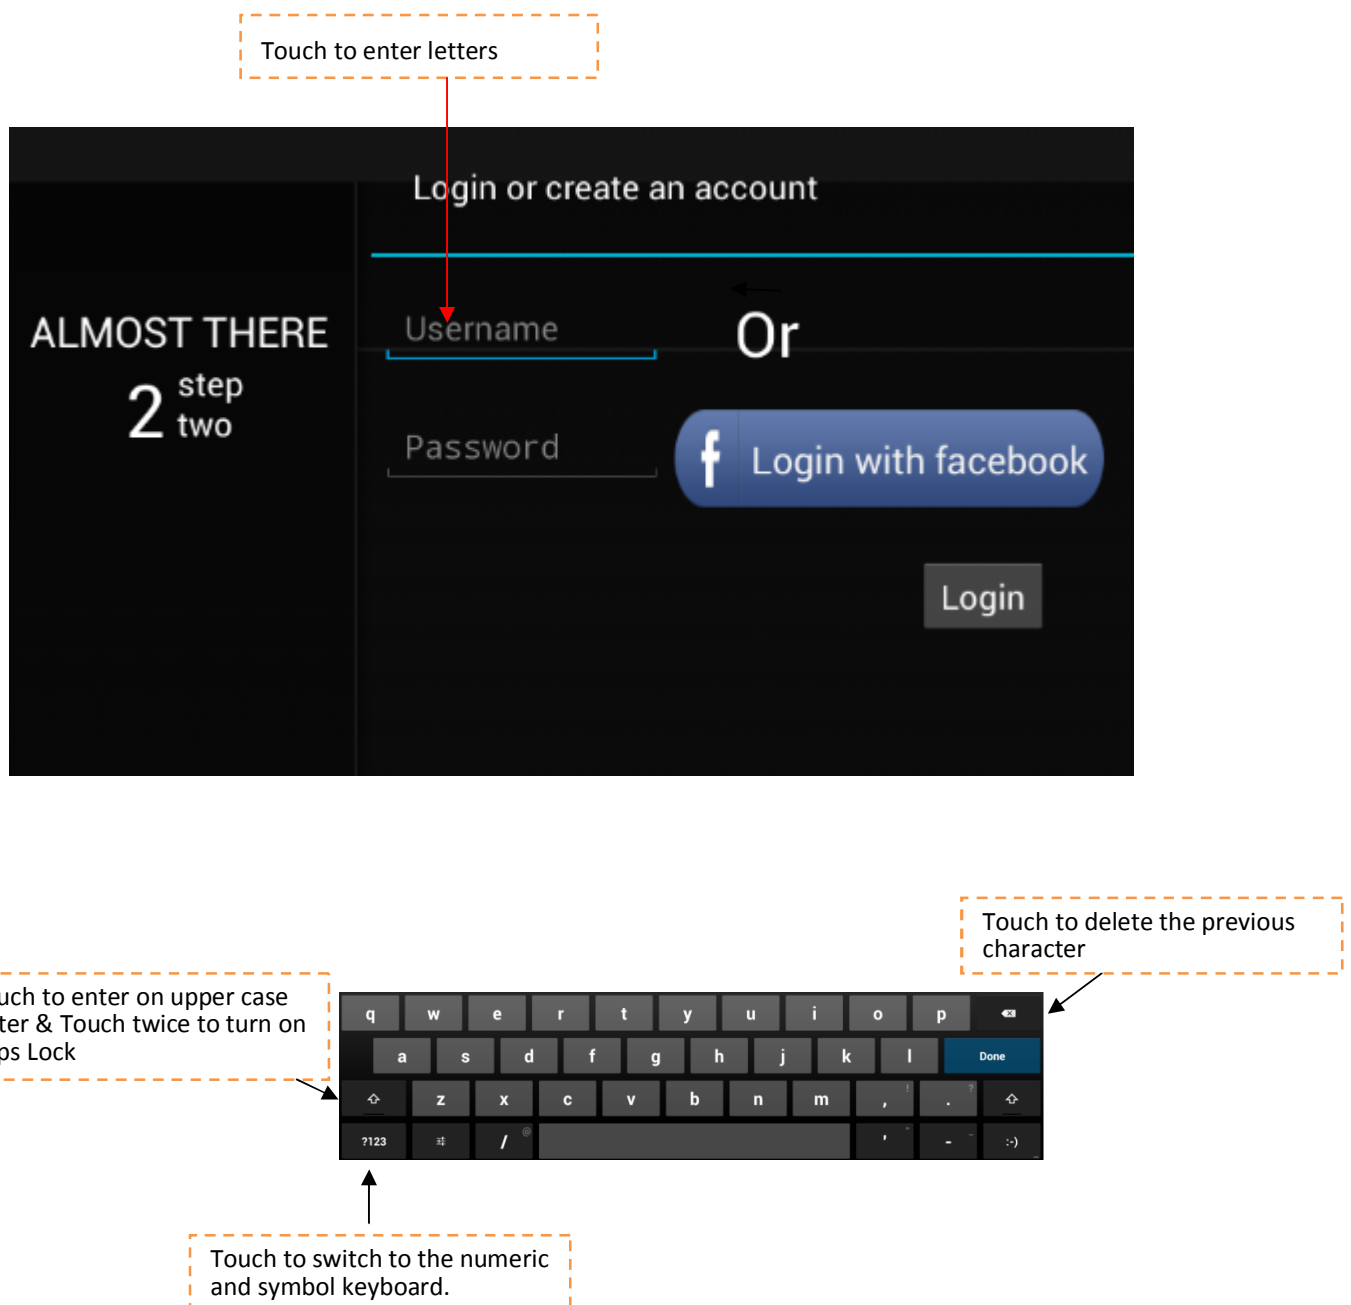 Touch to enter letters
Login or create an account
ALMOST THERE
2 step
two
Username
Or
Password
f Login with facebook
Login
Touch to delete the previous
character
uch to enter on upper case
ter & Touch twice to turn on
ps Lock
q w e r t y u i o p
a s d f g h j k l Done
z x c v b n m , ! . ?
?123 / @ ' " - _ :-)
Touch to switch to the numeric
and symbol keyboard.